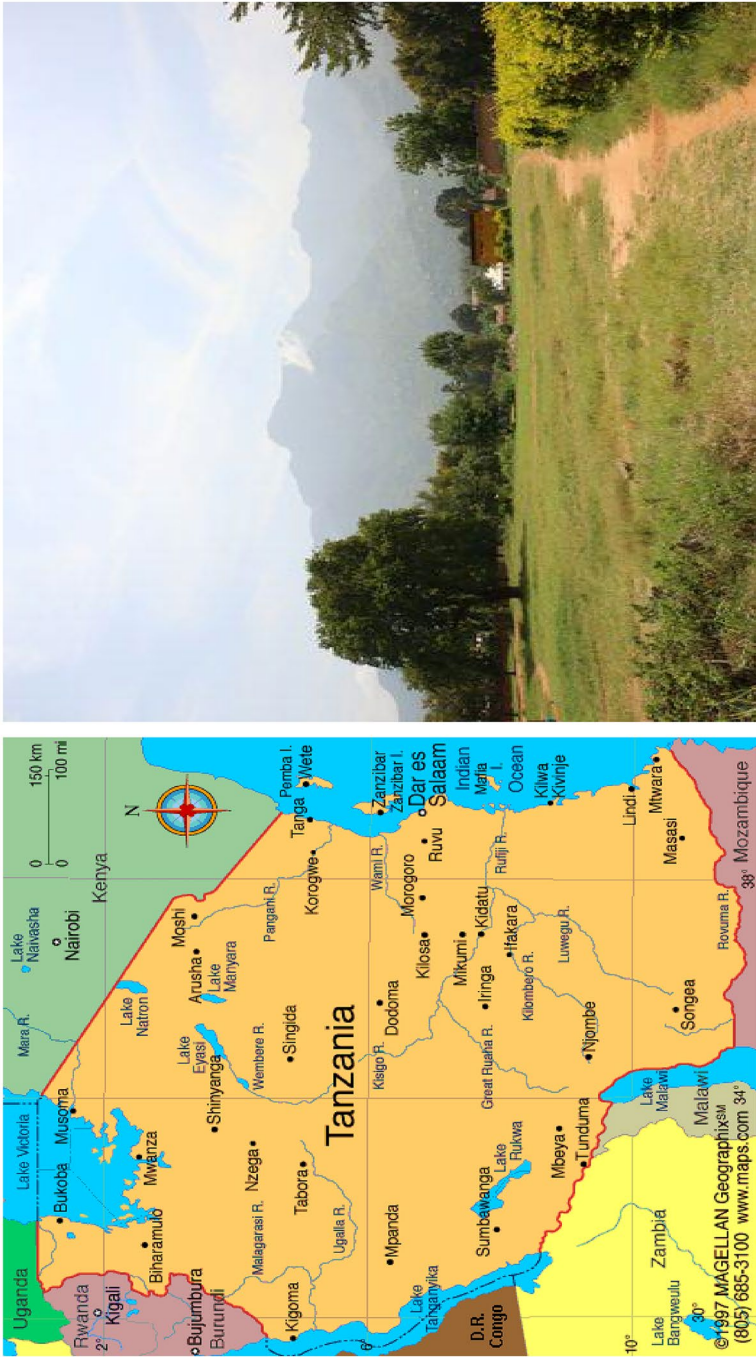 Uganda
Lake Victoria
Mara R.
Lake
Naivasha
Nairobi
0
150 km
0
100 mi
Rwanda
2°
Kigali
Bukoba
Musoma
Kenya
N
Biharamulo
Mwanza
Lake
Natron
Bujumbura
Burundi
Shinyanga
Lake
Eyasi
Arusha
Lake
Manyara
Moshi
Malagarasi R.
Nzega
Wembere R.
Pangani R.
Kigoma
Tabora
Singida
Korogwe
Tanga
Pemba I.
Wete
Ugalla R.
Tanzania
6°
Mpanda
Kisigo R.
Dodoma
Wami R.
Zanzibar
Zanzibar I.
Lake
Tanganyika
Kilosa
Morogoro
Ruvu
Dar es
Salaam
D.R.
Congo
Sumbawanga
Lake
Rukwa
Great Ruaha R.
Iringa
Mikumi
Kidatu
Rufiji R.
Indian
Mafia
I.
Ocean
Ifakara
Kilombero R.
Luwegu R.
Mbeya
Tunduma
Njombe
Kilwa
Kivinje
10°
Zambia
Lake
Malawi
Songea
Lindi
Mtwara
Masasi
Lake
Bangweulu
30°
Malawi
34°
Rovuma R.
38°
Mozambique
©1997 MAGELLAN Geographix℠
(805) 685-3100 www.maps.com